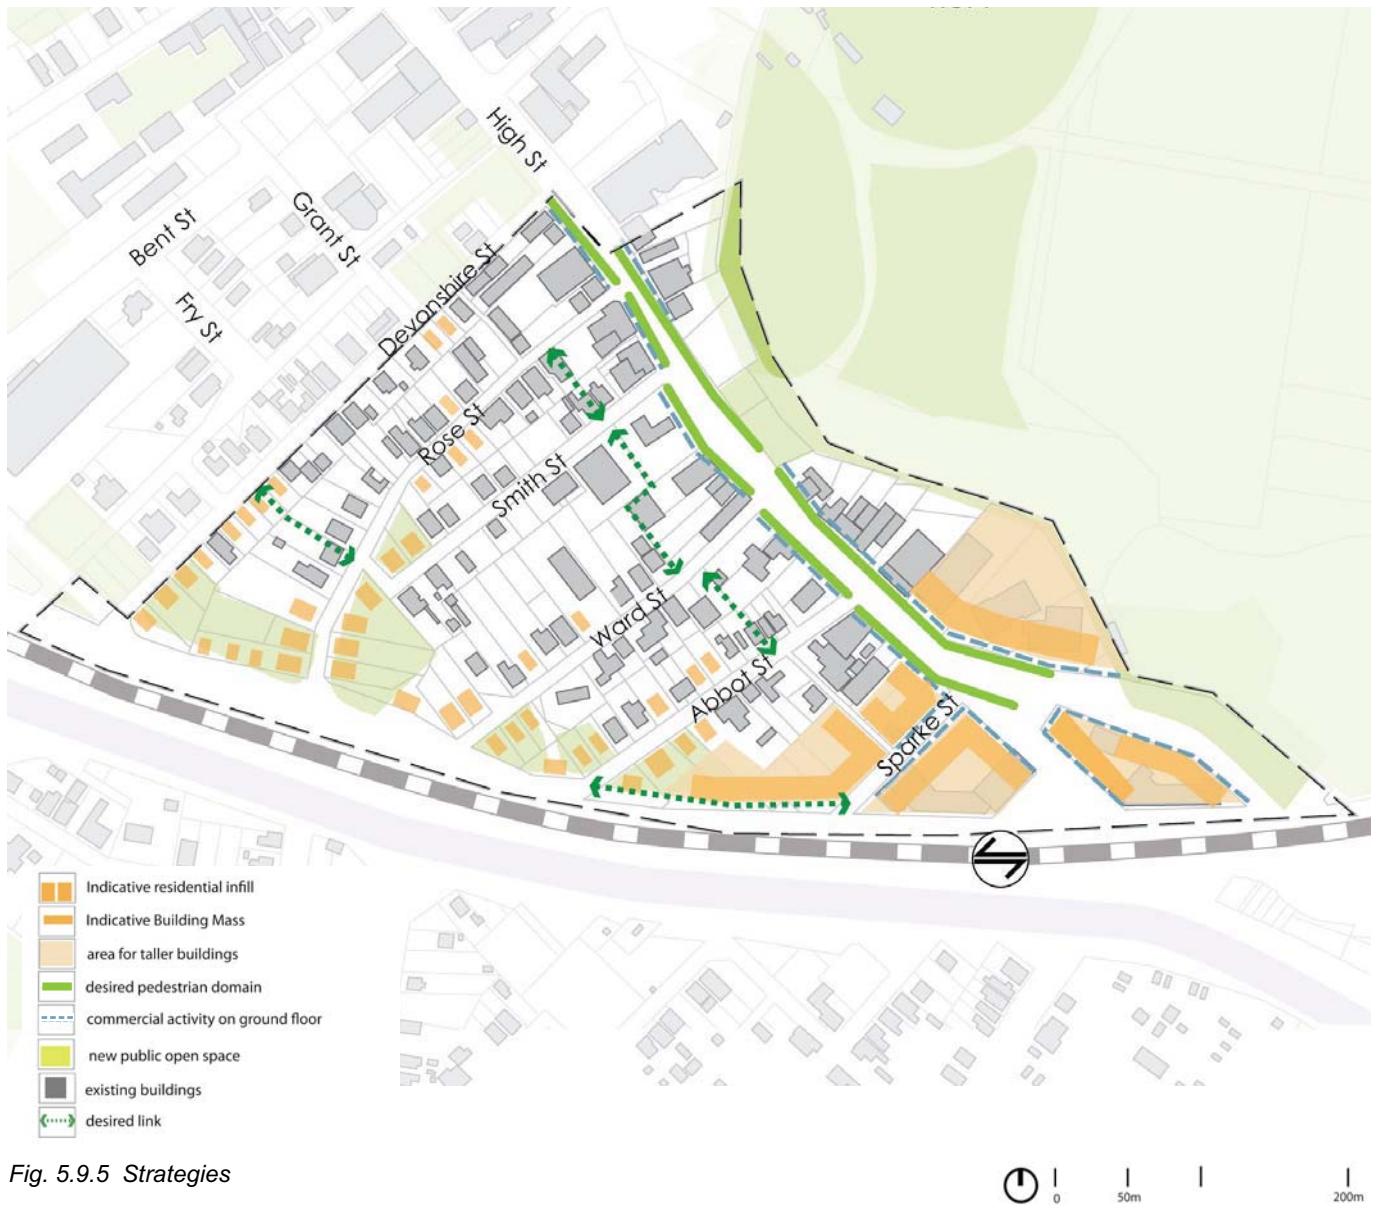 High St
Grant St
Bent St
Fry St
Devonshire St
Rose St
Smith St
Ward St
Abbot St
Sparke St
Indicative residential infill
Indicative Building Mass
area for taller buildings
desired pedestrian domain
commercial activity on ground floor
new public open space
existing buildings
desired link
Fig. 5.9.5 Strategies
0 50m 200m